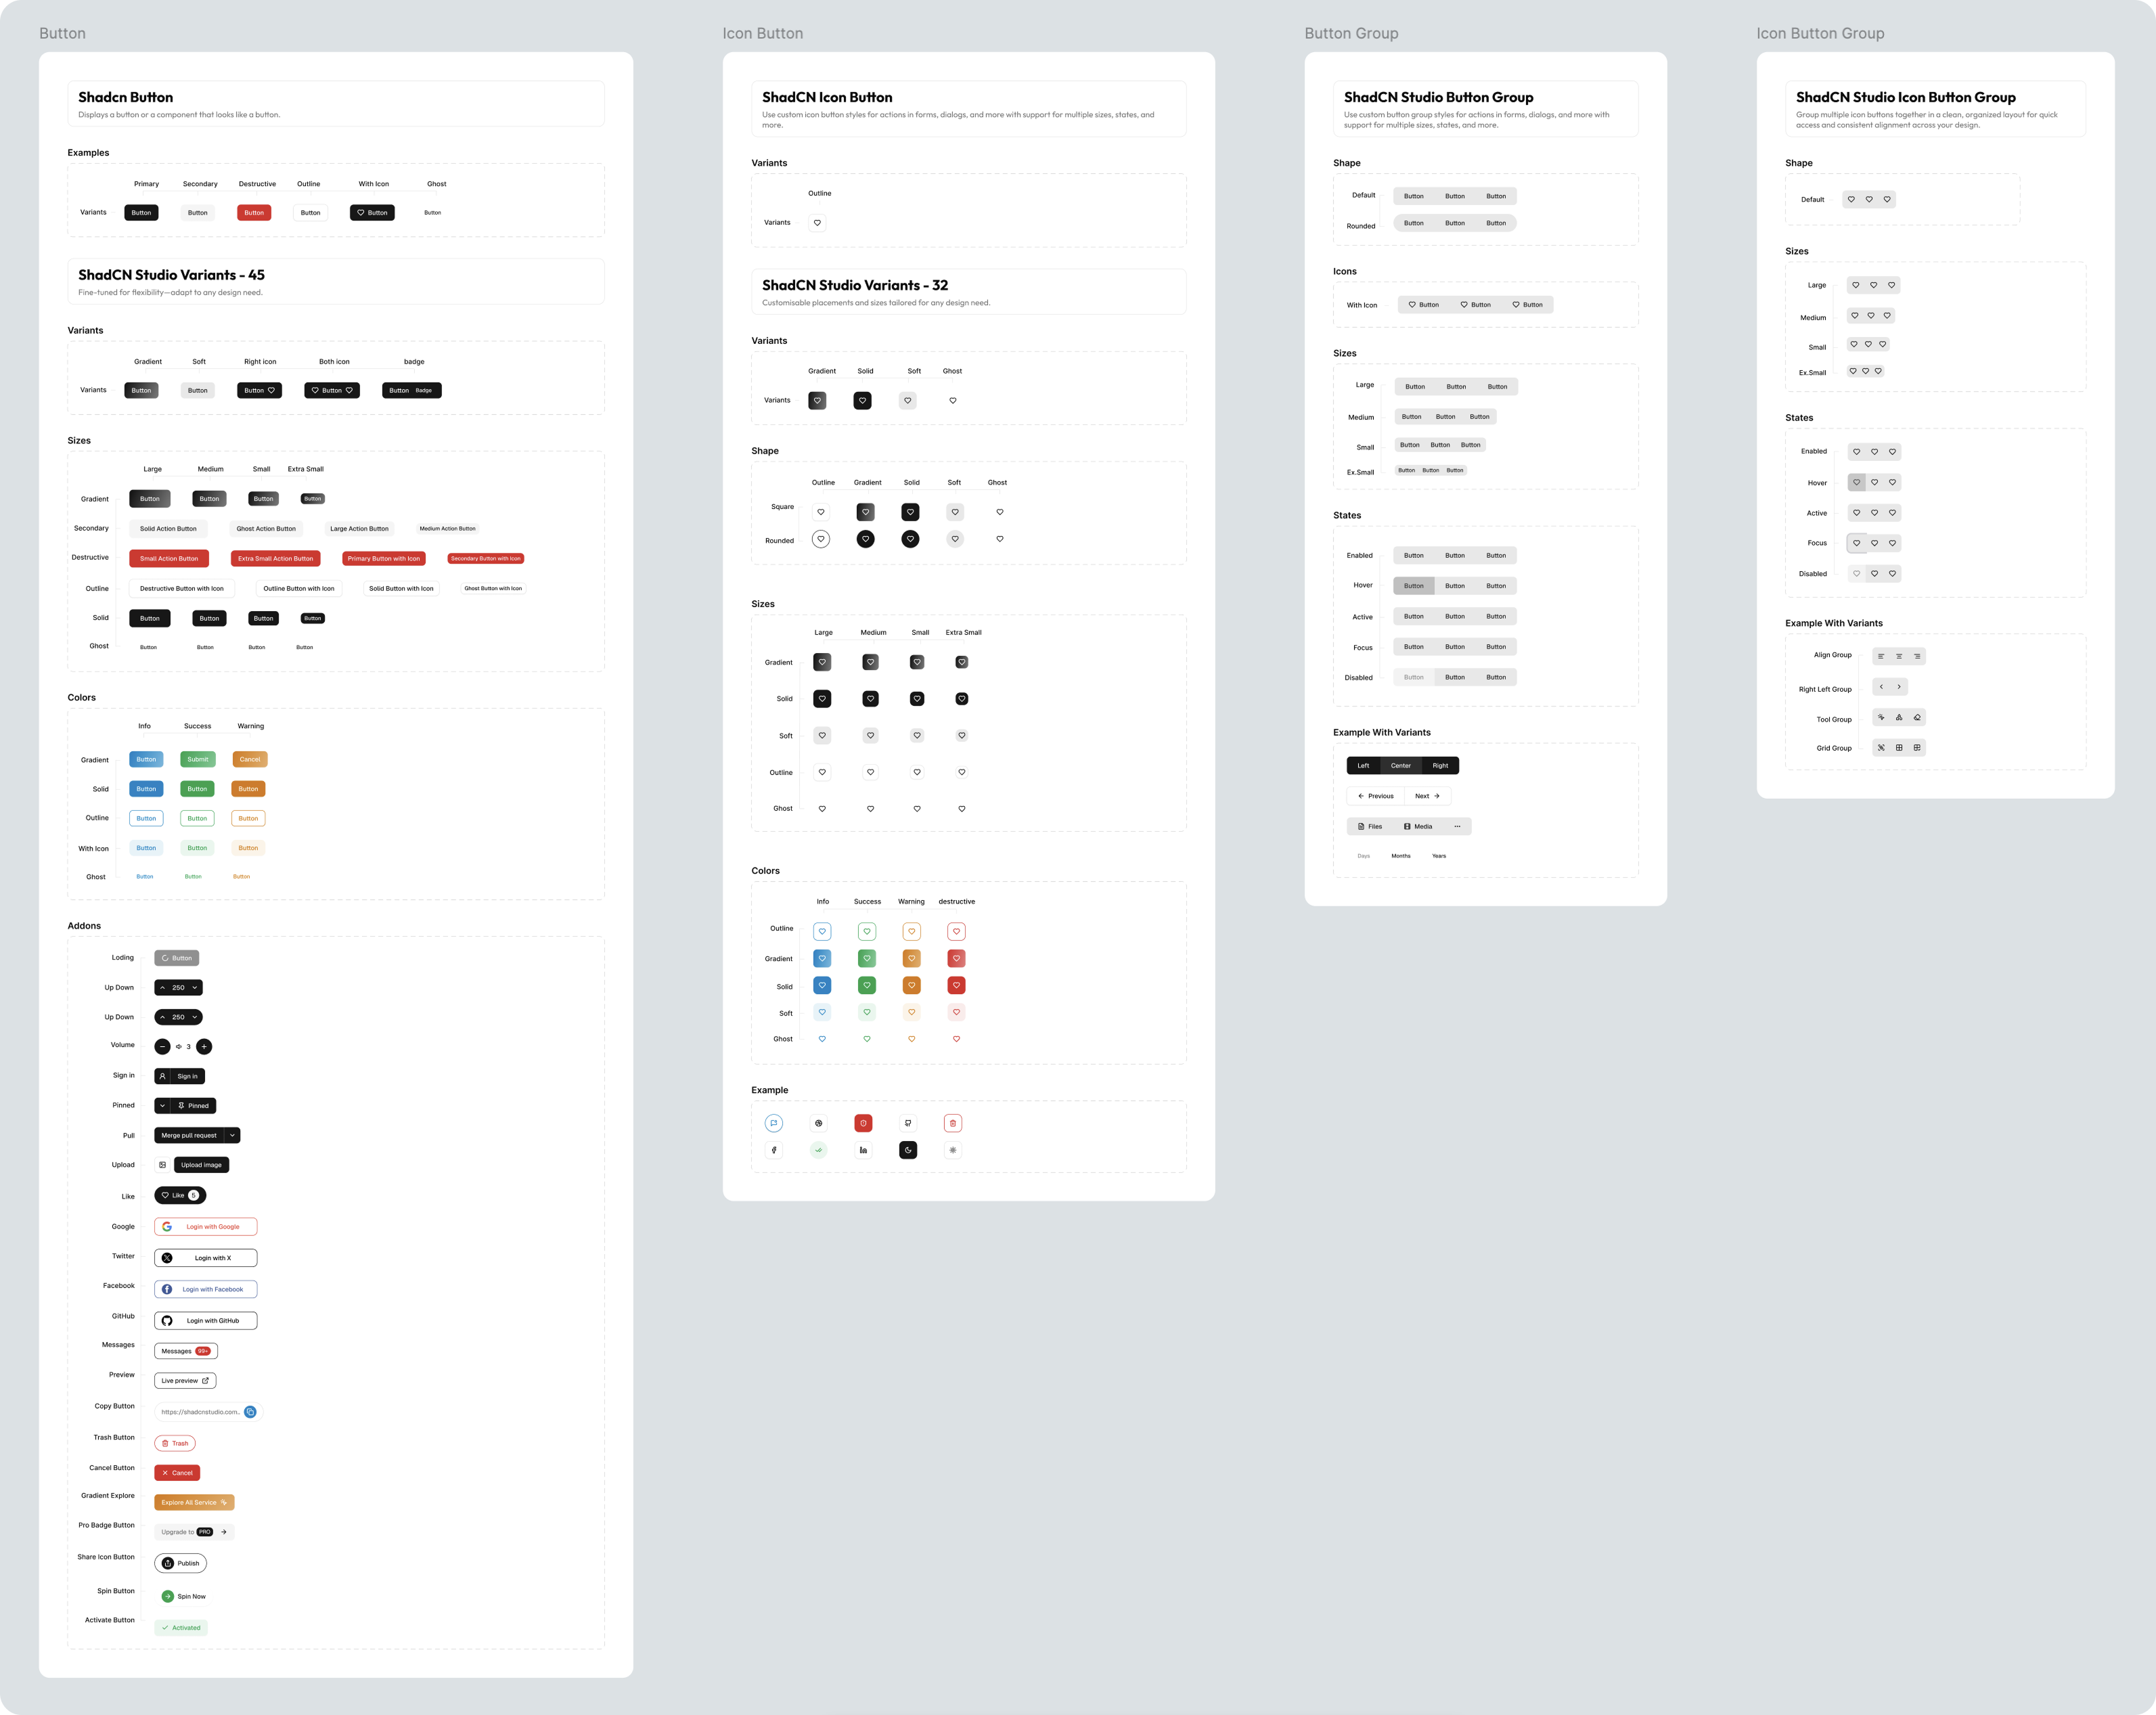 Button
Shadcn Button
Displays a button or a component that looks like a button.
Examples
Primary Secondary Destructive Outline With Icon Ghost
Variants Button Button Button Button Button Button
ShadCN Studio Variants - 45
Fine-tuned for flexibility—adapt to any design need.
Variants
Gradient Soft Right icon Both icon badge
Variants Button Button Button Button Button Badge
Sizes
Large Medium Small Extra Small
Gradient Button Button Button Button
Secondary Solid Action Button Ghost Action Button Large Action Button Medium Action Button
Destructive Small Action Button Extra Small Action Button Primary Button with Icon Secondary Button with Icon
Outline Destructive Button with Icon Outline Button with Icon Solid Button with Icon Ghost Button with Icon
Solid Button Button Button Button
Ghost Button Button Button Button
Colors
Info Success Warning
Gradient Button Submit Cancel
Solid Button Button Button
Outline Button Button Button
With Icon Button Button Button
Ghost Button Button Button
Addons
Loding Button
Up Down 250
Up Down 250
Volume 3
Sign in Sign in
Pinned Pinned
Pull Merge pull request
Upload Upload image
Like Like 5
Google Login with Google
Twitter Login with X
Facebook Login with Facebook
GitHub Login with GitHub
Messages Messages 99+
Preview Live preview
Copy Button https://shadcnstudio.com..
Trash Button Trash
Cancel Button Cancel
Gradient Explore Explore All Service
Pro Badge Button Upgrade to PRO
Share Icon Button Publish
Spin Button Spin Now
Activate Button Activated
Icon Button
ShadCN Icon Button
Use custom icon button styles for actions in forms, dialogs, and more with support for multiple sizes, states, and
more.
Variants
Outline
Variants
ShadCN Studio Variants - 32
Customisable placements and sizes tailored for any design need.
Variants
Gradient Solid Soft Ghost
Variants
Shape
Outline Gradient Solid Soft Ghost
Square
Rounded
Sizes
Large Medium Small Extra Small
Gradient
Solid
Soft
Outline
Ghost
Colors
Info Success Warning destructive
Outline
Gradient
Solid
Soft
Ghost
Example
Button Group
ShadCN Studio Button Group
Use custom button group styles for actions in forms, dialogs, and more with
support for multiple sizes, states, and more.
Shape
Default Button Button Button
Rounded Button Button Button
Icons
With Icon Button Button Button
Sizes
Large Button Button Button
Medium Button Button Button
Small Button Button Button
Ex.Small Button Button Button
States
Enabled Button Button Button
Hover Button Button Button
Active Button Button Button
Focus Button Button Button
Disabled Button Button Button
Example With Variants
Left Center Right
Previous Next
Files Media
Days Months Years
Icon Button Group
ShadCN Studio Icon Button Group
Group multiple icon buttons together in a clean, organized layout for quick
access and consistent alignment across your design.
Shape
Default
Sizes
Large
Medium
Small
Ex.Small
States
Enabled
Hover
Active
Focus
Disabled
Example With Variants
Align Group
Right Left Group
Tool Group
Grid Group